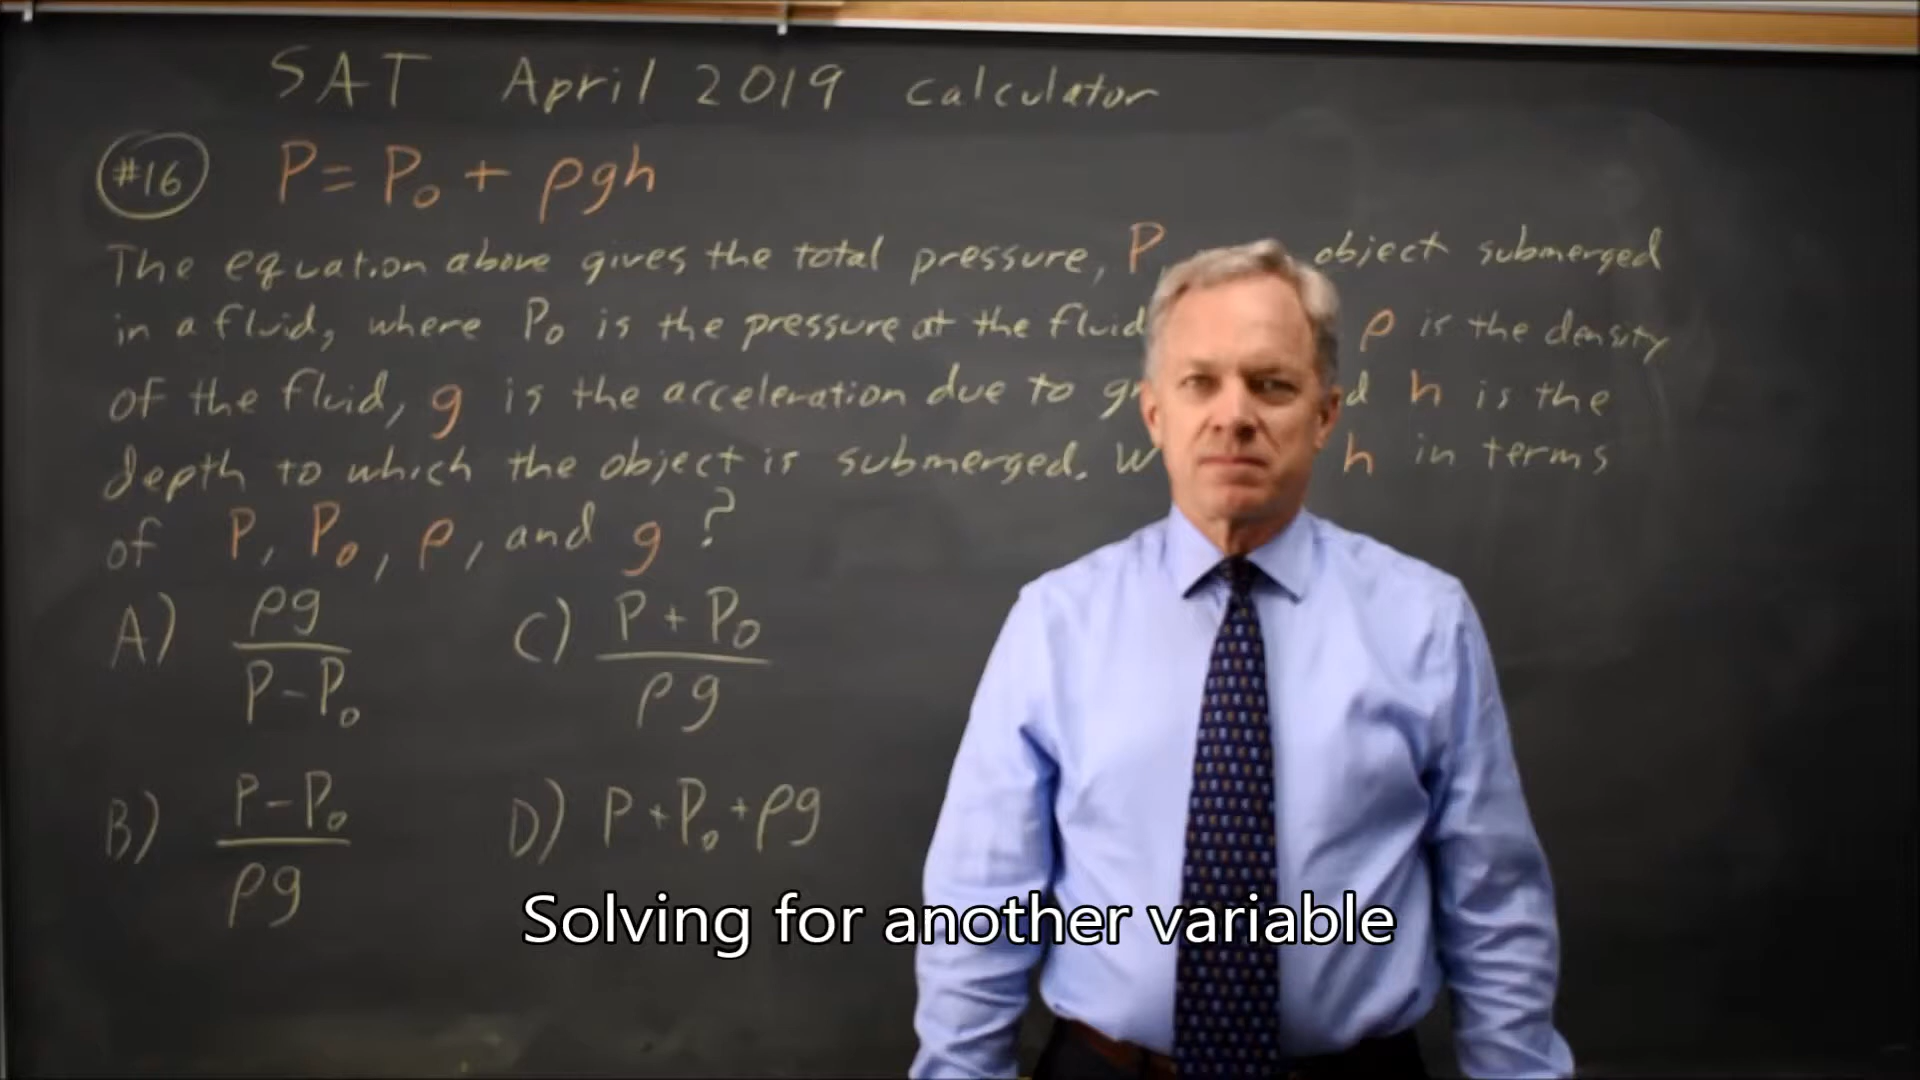 SAT April 2019 calculator
#16 P = P₀ + ρgh
The equation above gives the total pressure, P object submerged
in a fluid, where P₀ is the pressure at the fluid ρ is the density
of the fluid, g is the acceleration due to h is the
depth to which the object is submerged. h in terms
of P, P₀, ρ, and g ?
A) ρg / P - P₀
C) P + P₀ / ρg
B) P - P₀ / ρg
D) P + P₀ + ρg
Solving for another variable